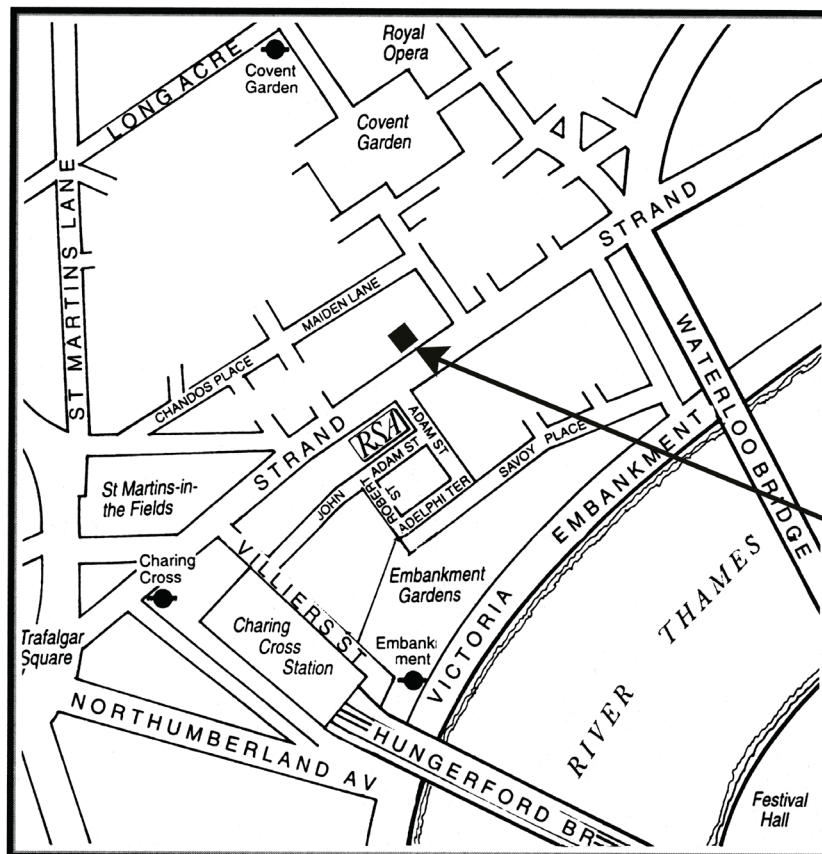 Royal
Opera
LONG ACRE
Covent
Garden
Covent
Garden
ST MARTINS LANE
STRAND
MAIDEN LANE
CHANDOS PLACE
WATERLOO BRIDGE
RSA
ADAM ST
STRAND
JOHN ADAM ST
ROBERT ST
ADELPHI TER
SAVOY PLACE
St Martins-in-
the Fields
VICTORIA EMBANKMENT
Charing
Cross
VILLIERS ST
Embankment
Gardens
RIVER THAMES
Charing
Cross
Station
Trafalgar
Square
Embank
ment
NORTHUMBERLAND AV
HUNGERFORD BR
Festival
Hall